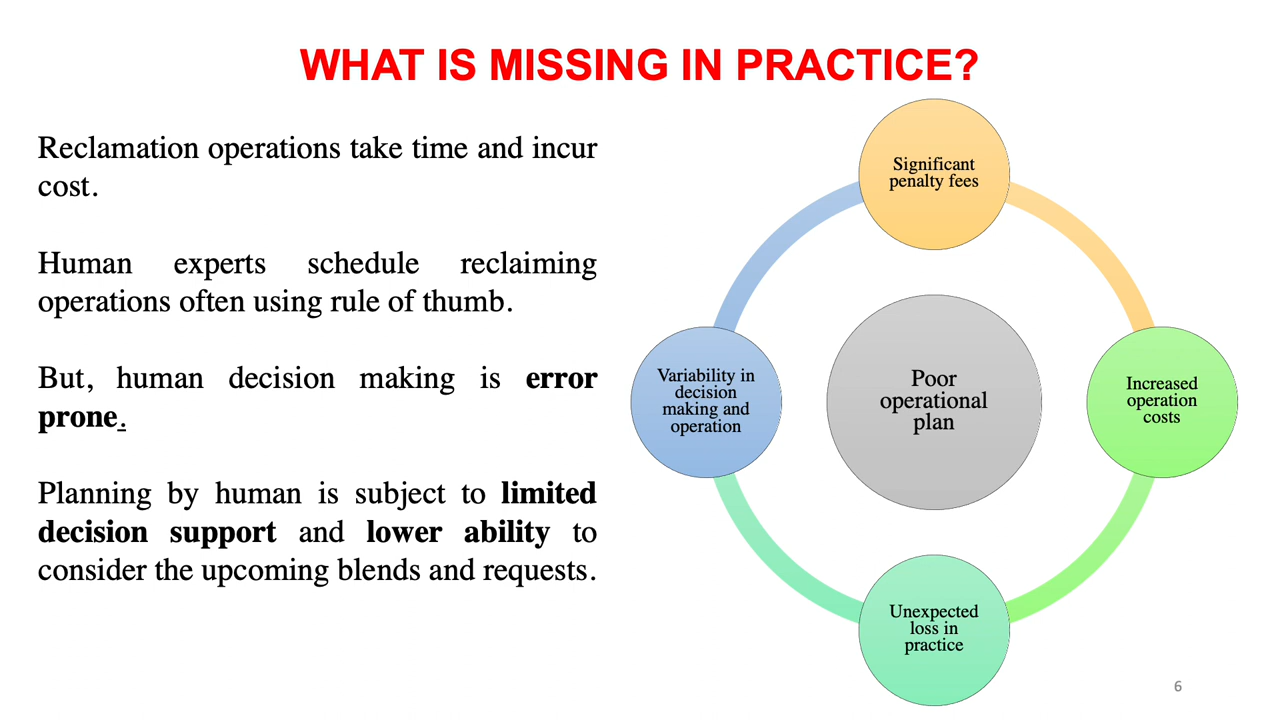 WHAT IS MISSING IN PRACTICE?
Reclamation operations take time and incur
cost.
Human experts schedule reclaiming
operations often using rule of thumb.
But, human decision making is error
prone.
Planning by human is subject to limited
decision support and lower ability to
consider the upcoming blends and requests.
Significant
penalty fees
Variability in
decision
making and
operation
Poor
operational
plan
Increased
operation
costs
Unexpected
loss in
practice
6